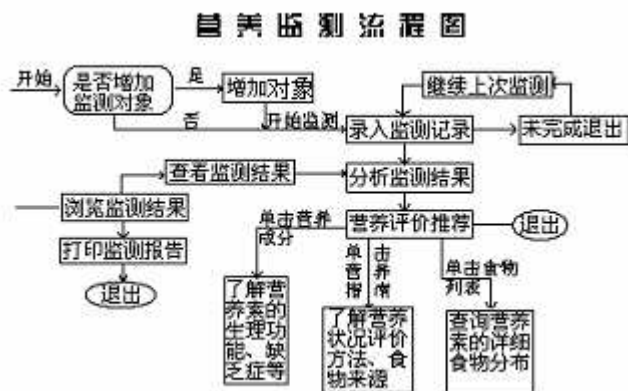 营养监测流程图
开始
是否增加
监测对象
是
增加对象
继续上次监测
否
开始监测
录入监测记录
未完成退出
查看监测结果
分析监测结果
浏览监测结果
单击营养
成分
营养评价推荐
退出
打印监测报告
单击
营养
指南
单击食物
列表
退出
了解营
养素的
生理功
能、缺
乏症等
了解营养
状况评价
方法、食
物来源
查询营养
素的详细
食物分布